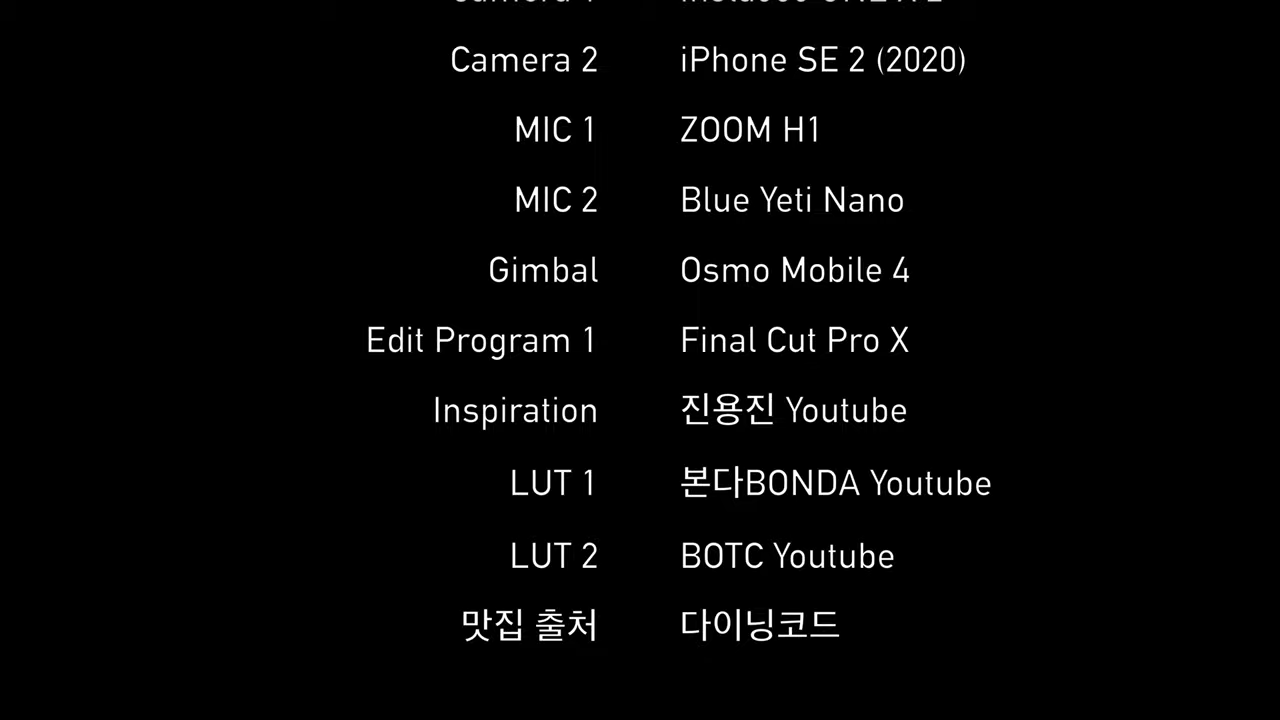 Camera 2 iPhone SE 2 (2020)
MIC 1 ZOOM H1
MIC 2 Blue Yeti Nano
Gimbal Osmo Mobile 4
Edit Program 1 Final Cut Pro X
Inspiration 진용진 Youtube
LUT 1 본다BONDA Youtube
LUT 2 BOTC Youtube
맛집 출처 다이닝코드